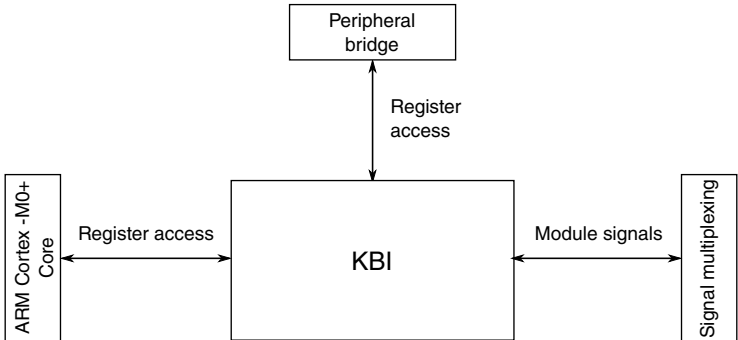 Peripheral
bridge
Register
access
ARM Cortex -M0+
Core
Register access
KBI
Module signals
Signal multiplexing